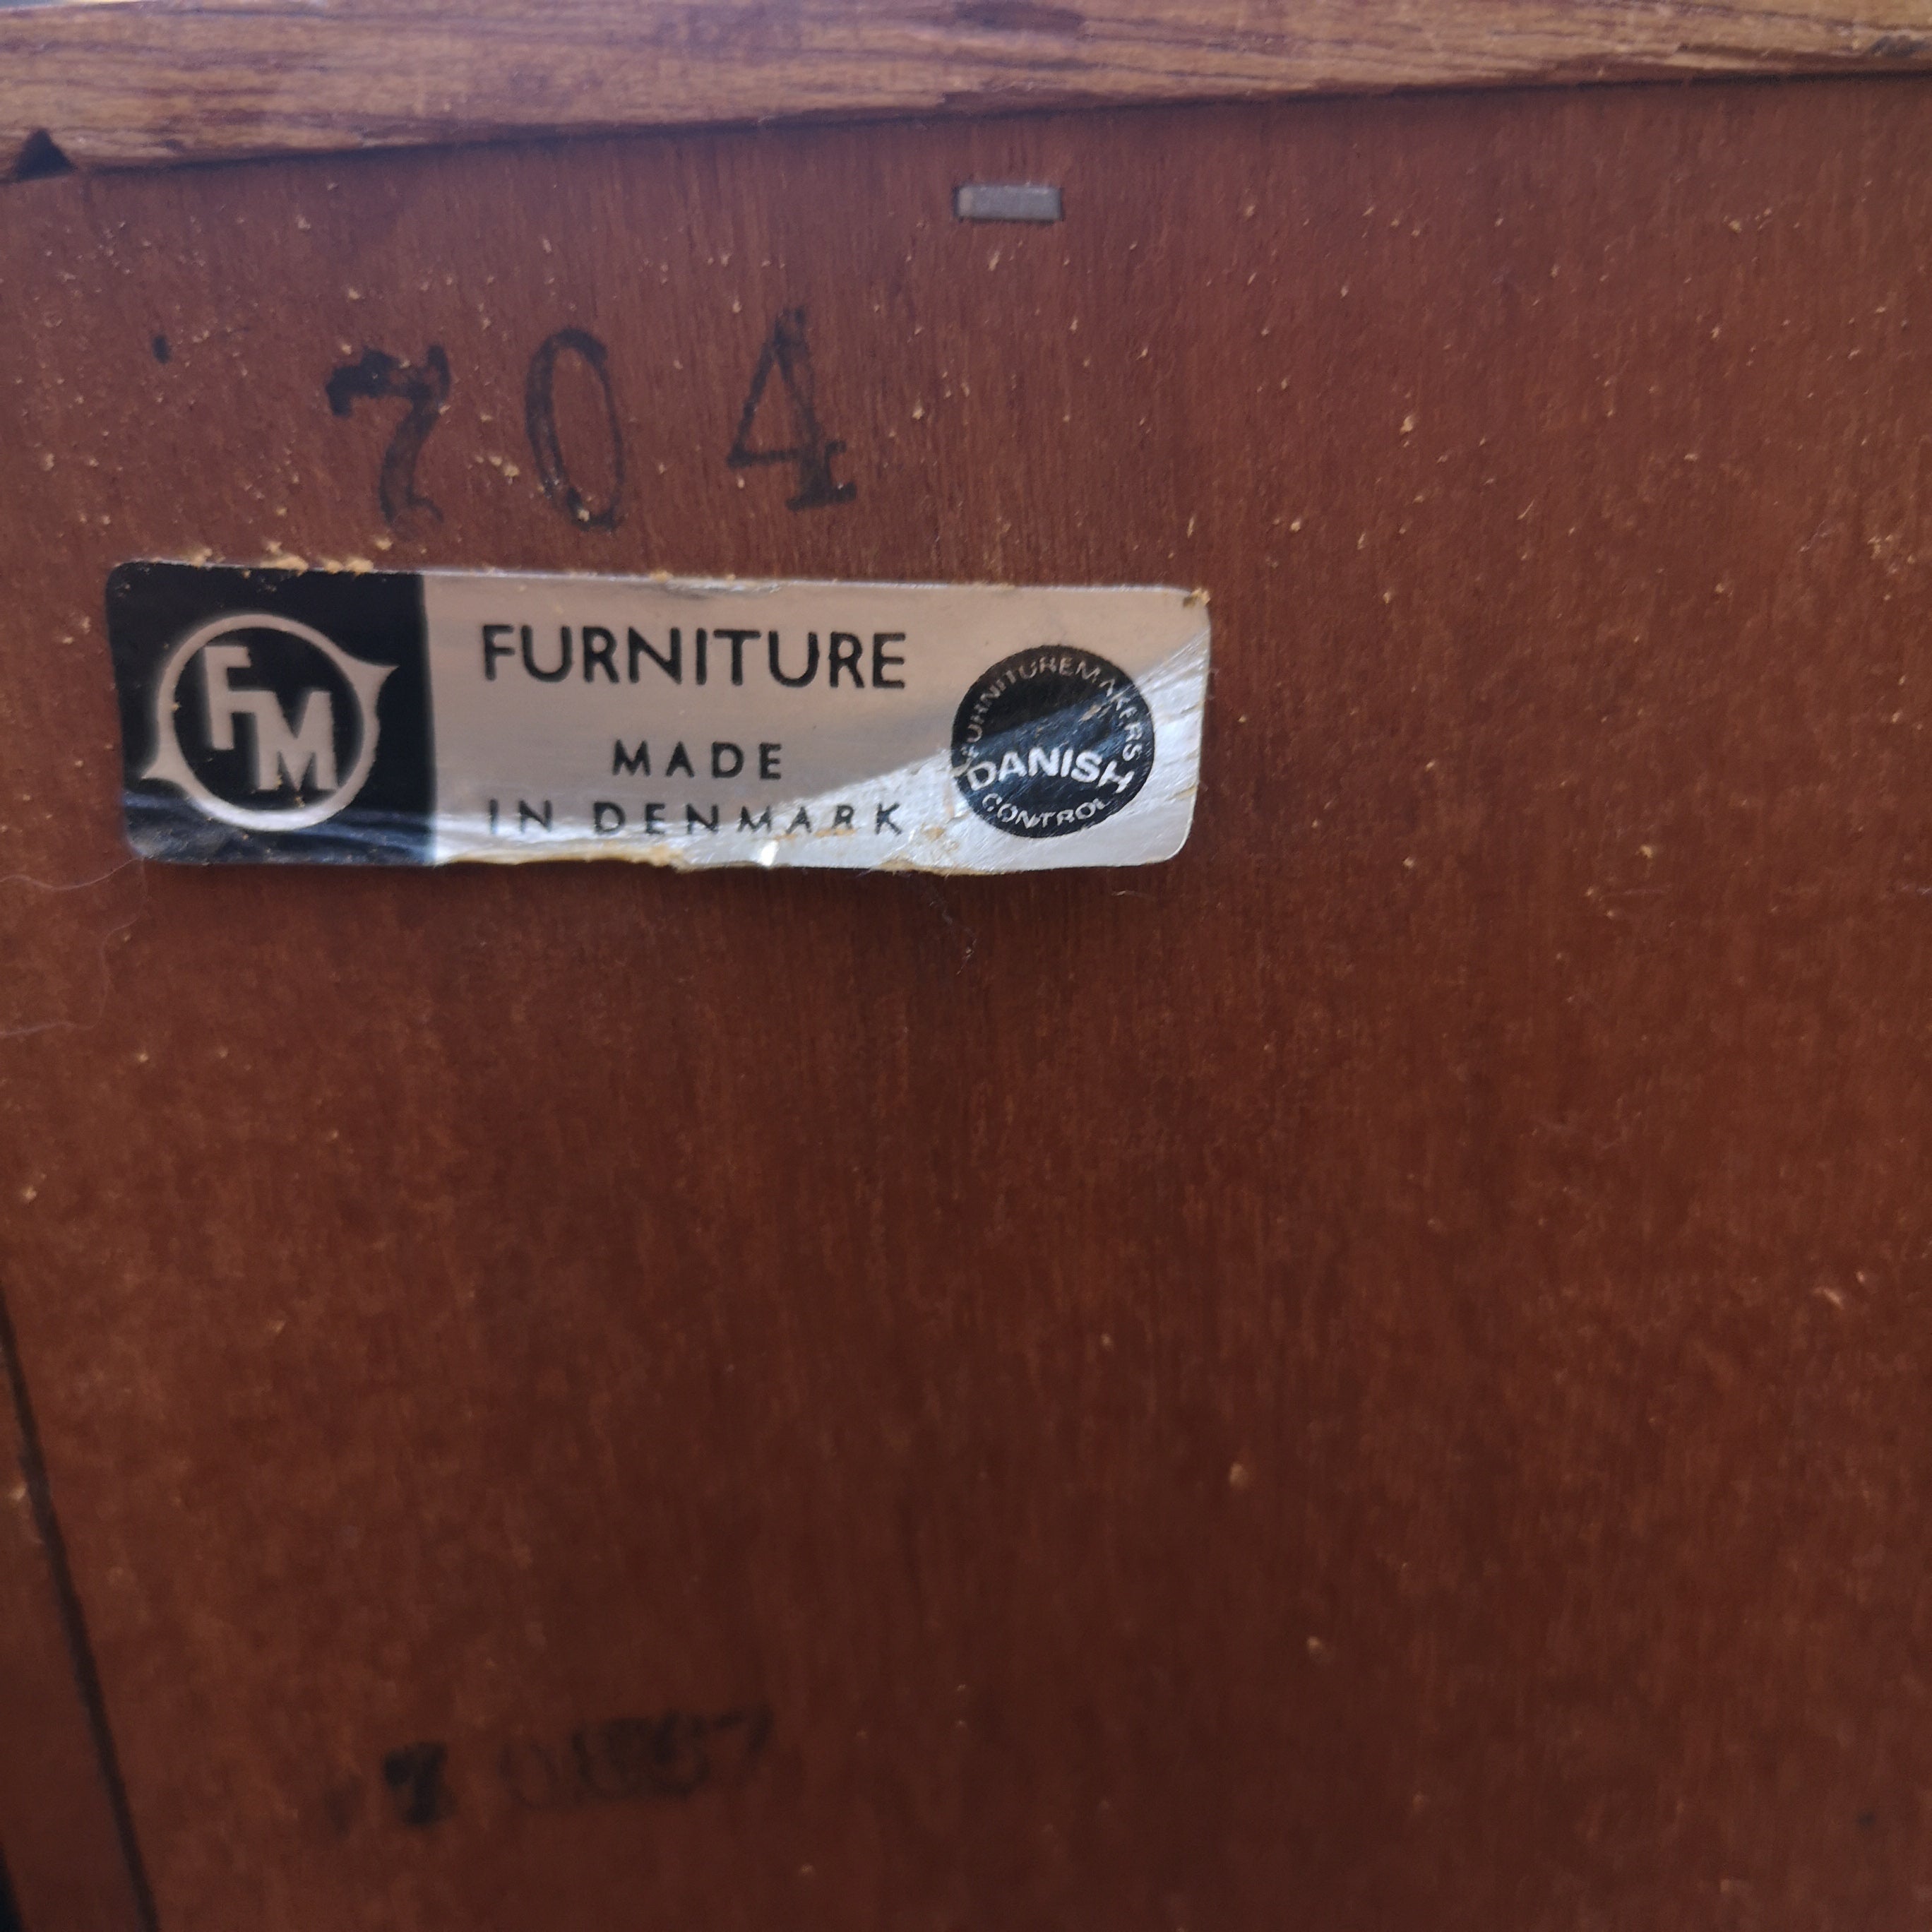 704
FM
FURNITURE
MADE
IN DENMARK
FURNITUREMAKERS
DANISH
CONTROL